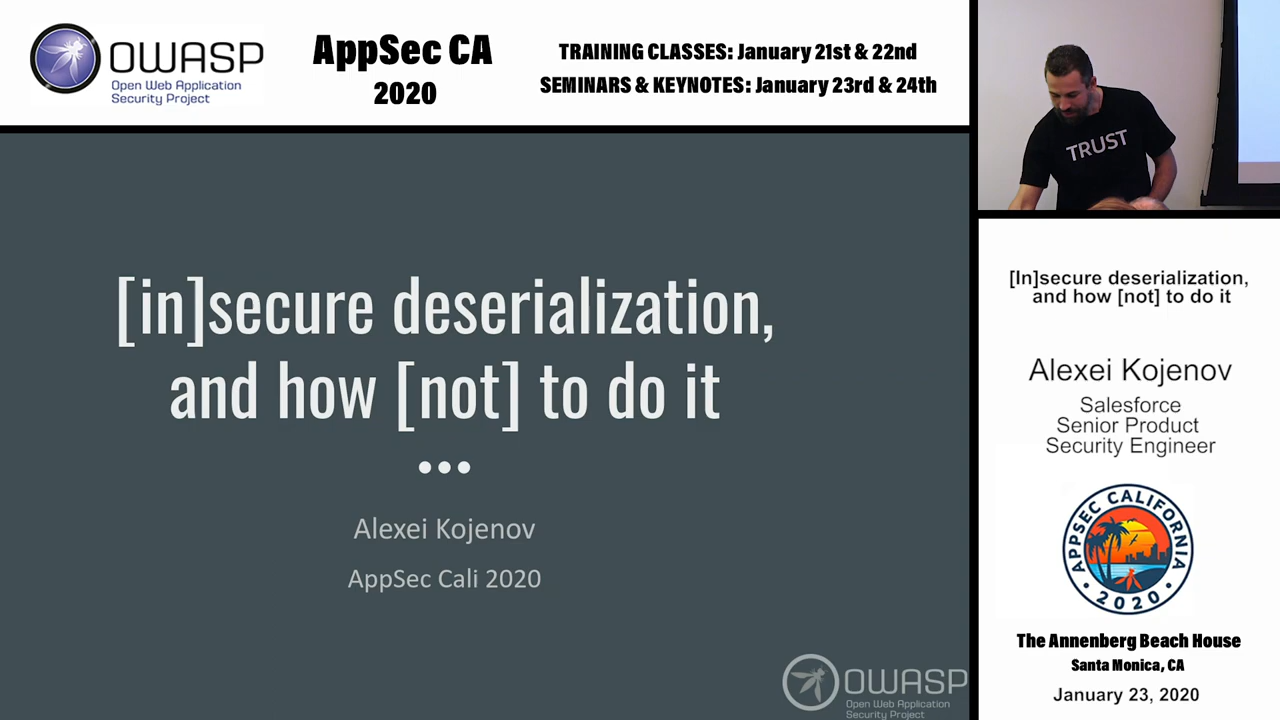 OWASP
Open Web Application
Security Project
AppSec CA
2020
TRAINING CLASSES: January 21st & 22nd
SEMINARS & KEYNOTES: January 23rd & 24th
TRUST
[in]secure deserialization,
and how [not] to do it
Alexei Kojenov
AppSec Cali 2020
OWASP
Open Web Application
Security Project
[In]secure deserialization,
and how [not] to do it
Alexei Kojenov
Salesforce
Senior Product
Security Engineer
APPSEC CALIFORNIA
2020
The Annenberg Beach House
Santa Monica, CA
January 23, 2020